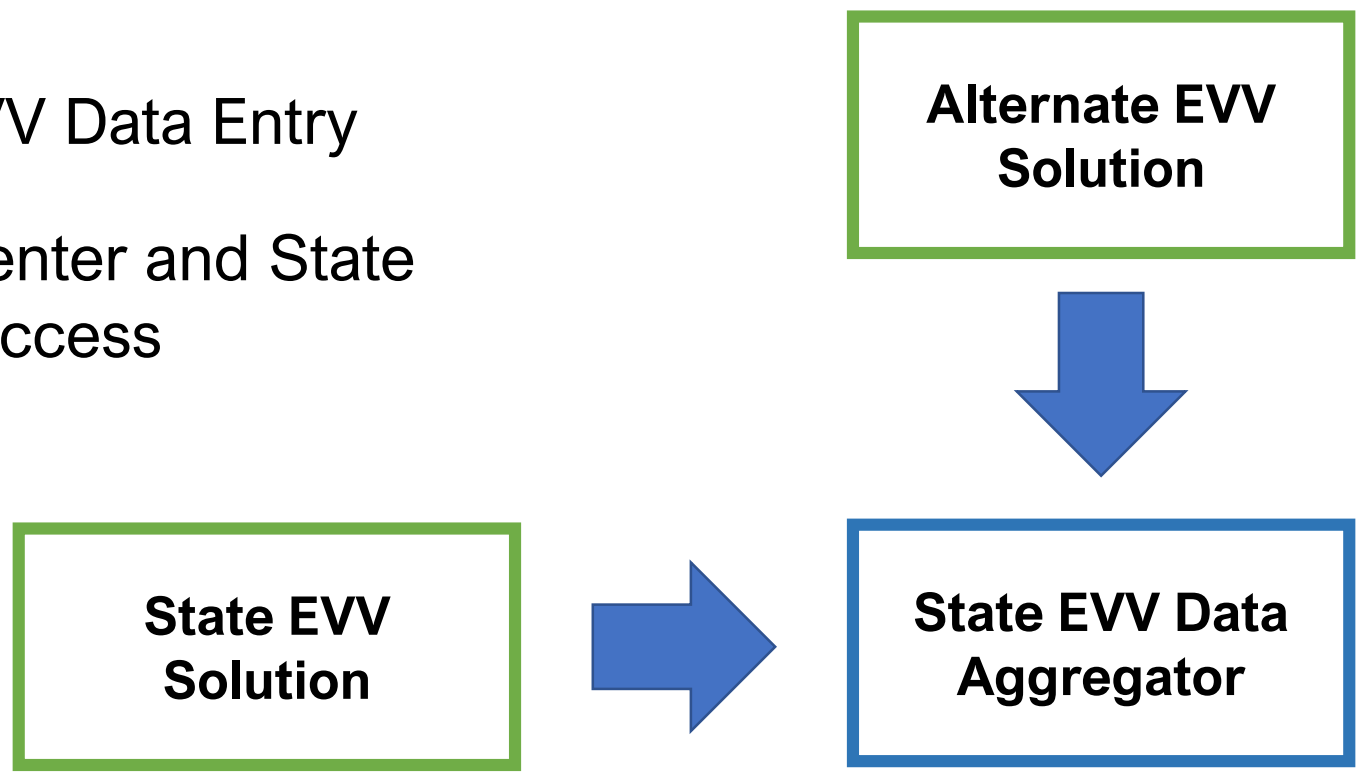 V Data Entry
enter and State
ccess
Alternate EVV
Solution
State EVV
Solution
State EVV Data
Aggregator